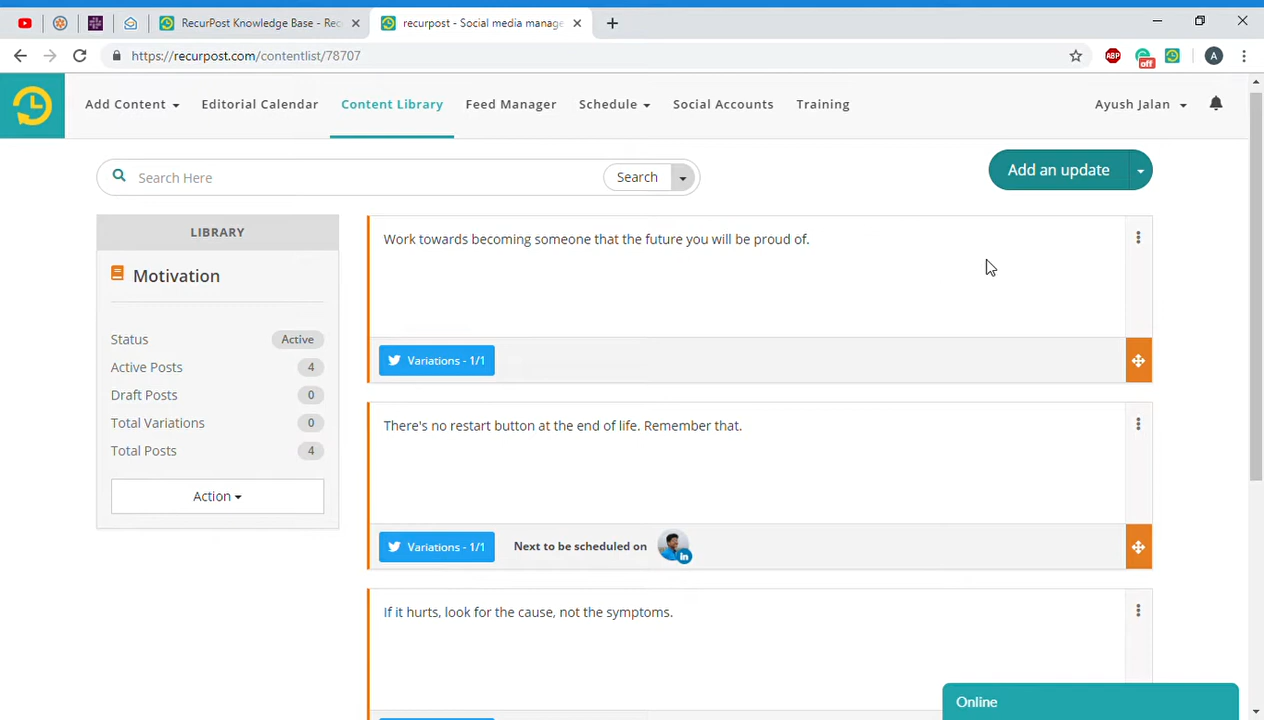 RecurPost Knowledge Base - Rec
recurpost - Social media manage
https://recurpost.com/contentlist/78707
ABP
off
A
Add Content
Editorial Calendar
Content Library
Feed Manager
Schedule
Social Accounts
Training
Ayush Jalan
Search Here
Search
Add an update
LIBRARY
Motivation
Status Active
Active Posts 4
Draft Posts 0
Total Variations 0
Total Posts 4
Action
Work towards becoming someone that the future you will be proud of.
Variations - 1/1
There's no restart button at the end of life. Remember that.
Variations - 1/1 Next to be scheduled on
in
If it hurts, look for the cause, not the symptoms.
Online